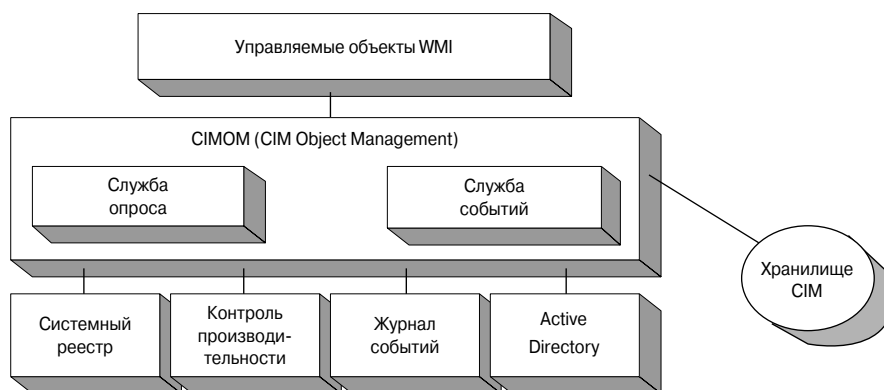 Управляемые объекты WMI
CIMOM (CIM Object Management)
Служба
опроса
Служба
событий
Хранилище
CIM
Системный
реестр
Контроль
производи-
тельности
Журнал
событий
Active
Directory